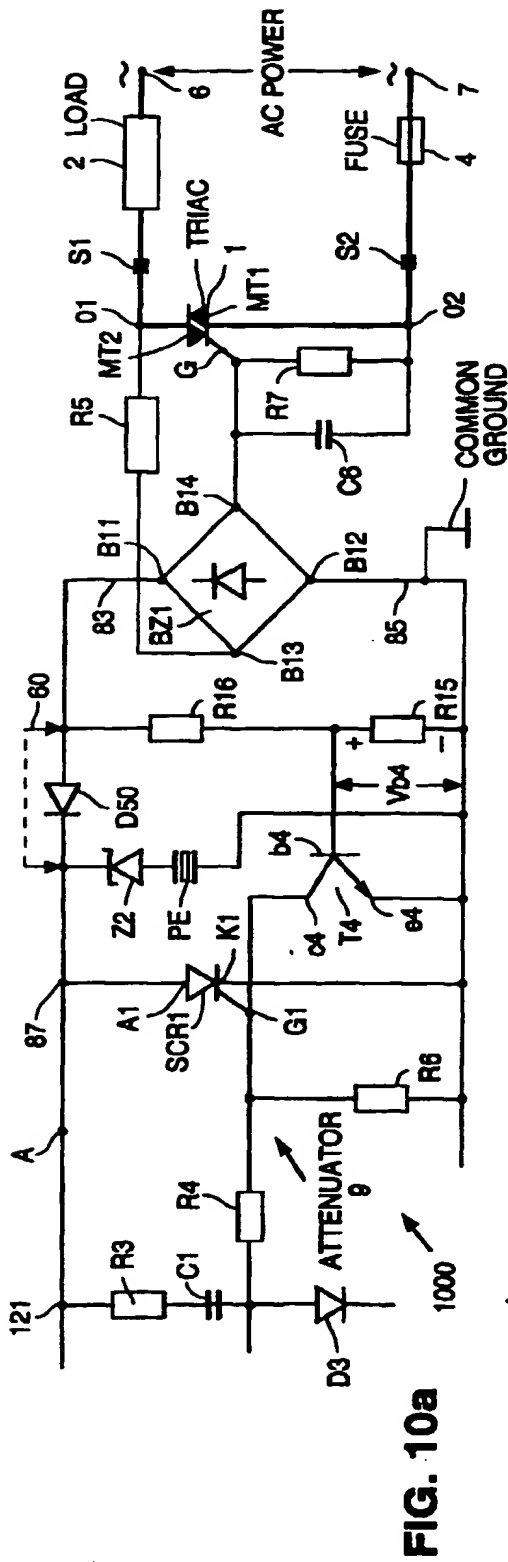 121
A
87
60
83
B11
R5
01
S1
LOAD
2
~
6
R3
C1
D3
R4
ATTENUATOR
9
1000
A1
SCR1
K1
G1
R6
Z2
PE
D50
R16
R15
+
−
Vb4
b4
c4
T4
e4
BZ1
B13
B14
B12
85
COMMON
GROUND
MT2
G
TRIAC
1
MT1
R7
C6
02
S2
FUSE
4
~
7
AC POWER
FIG. 10a